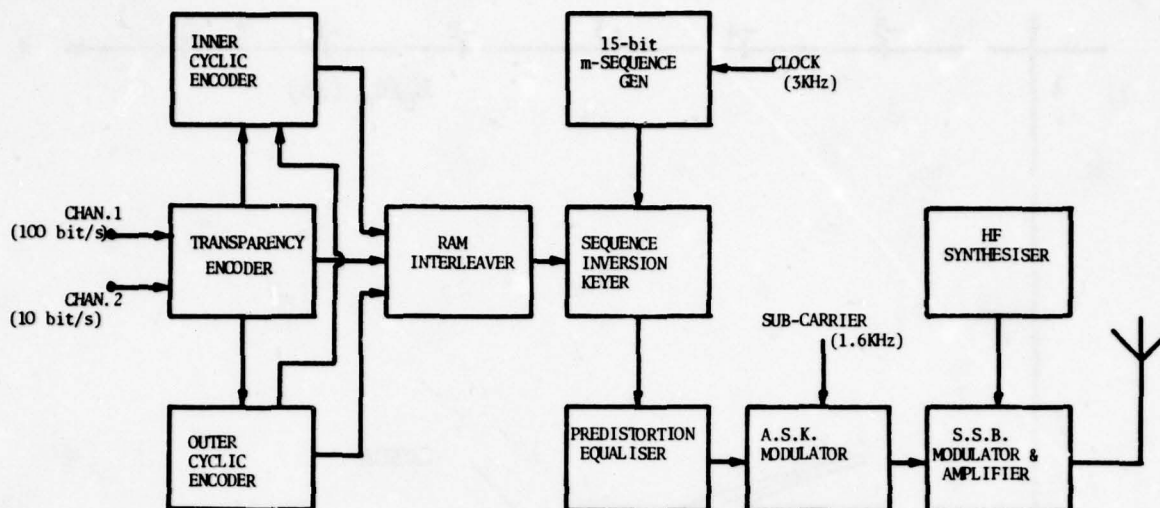 INNER
CYCLIC
ENCODER
15-bit
m-SEQUENCE
GEN
CLOCK
(3KHz)
CHAN.1
(100 bit/s)
CHAN.2
(10 bit/s)
TRANSPARENCY
ENCODER
RAM
INTERLEAVER
SEQUENCE
INVERSION
KEYER
HF
SYNTHESISER
SUB-CARRIER
(1.6KHz)
OUTER
CYCLIC
ENCODER
PREDISTORTION
EQUALISER
A.S.K.
MODULATOR
S.S.B.
MODULATOR &
AMPLIFIER